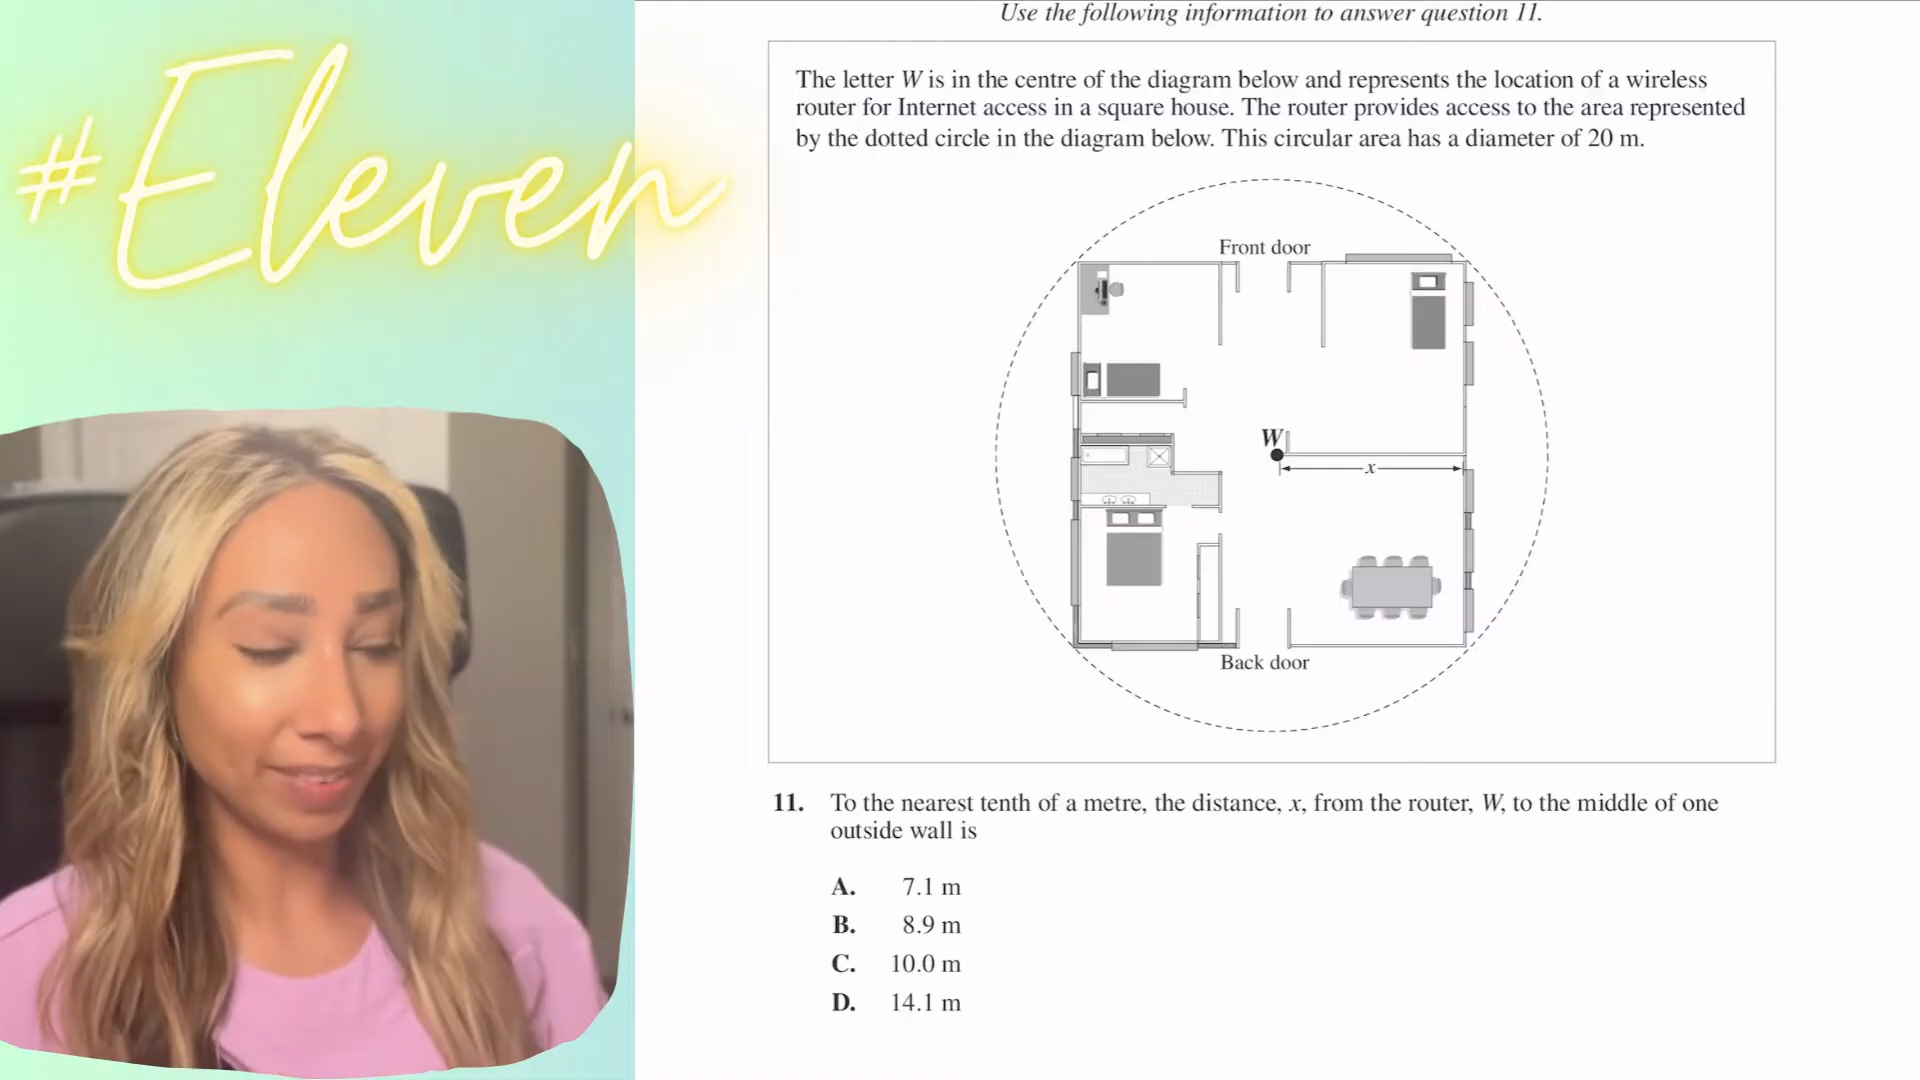 #Eleven
Use the following information to answer question 11.
The letter W is in the centre of the diagram below and represents the location of a wireless
router for Internet access in a square house. The router provides access to the area represented
by the dotted circle in the diagram below. This circular area has a diameter of 20 m.
Front door
W
x
Back door
11. To the nearest tenth of a metre, the distance, x, from the router, W, to the middle of one
outside wall is
A. 7.1 m
B. 8.9 m
C. 10.0 m
D. 14.1 m